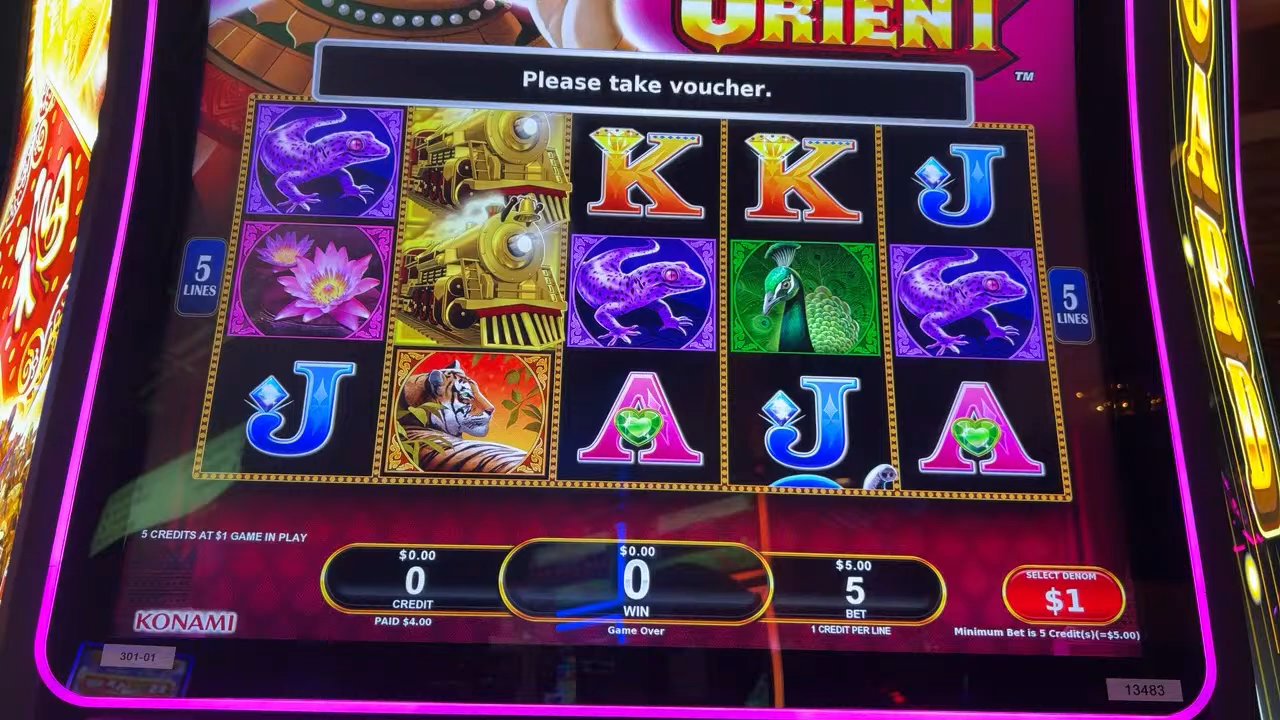 ORIENT
TM
Please take voucher.
K
K
J
5
LINES
5
LINES
J
A
J
A
5 CREDITS AT $1 GAME IN PLAY
$0.00
0
CREDIT
PAID $4.00
$0.00
0
WIN
Game Over
$5.00
5
BET
1 CREDIT PER LINE
SELECT DENOM
$1
Minimum Bet is 5 Credit(s)(=$5.00)
KONAMI
301-01
13483